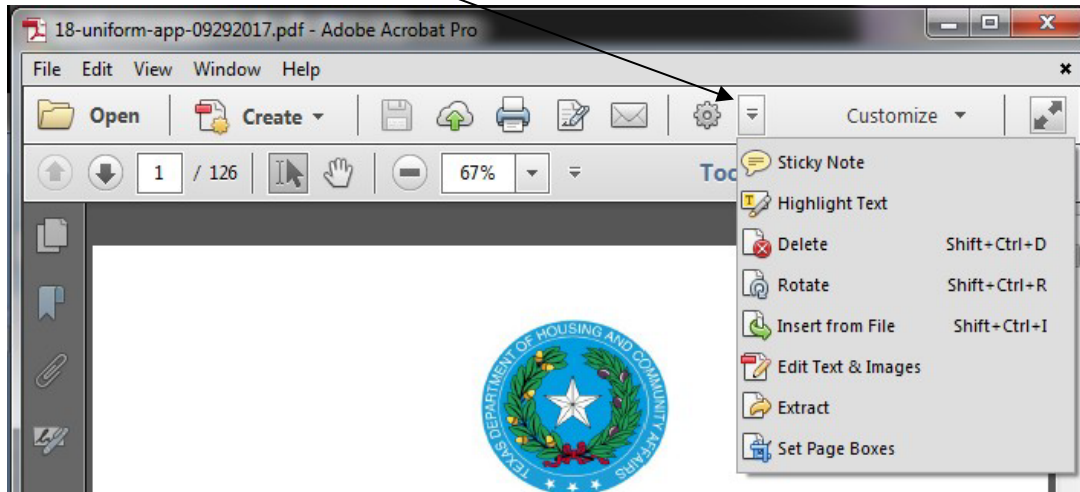 18-uniform-app-09292017.pdf - Adobe Acrobat Pro
File Edit View Window Help
Open Create Customize
1 / 126 67%
Sticky Note
Highlight Text
Delete Shift+Ctrl+D
Rotate Shift+Ctrl+R
Insert from File Shift+Ctrl+I
Edit Text & Images
Extract
Set Page Boxes
TEXAS DEPARTMENT OF HOUSING AND COMMUNITY AFFAIRS